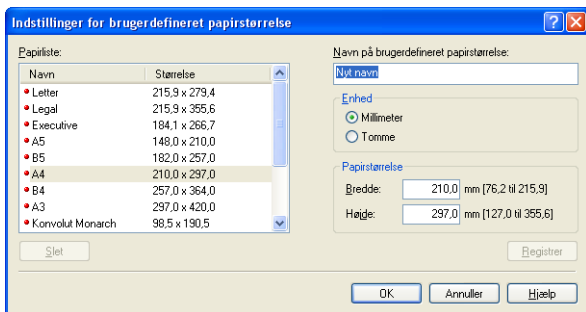 Indstillinger for brugerdefineret papirstørrelse
Papirliste:
Navn Størrelse
Letter 215,9 x 279,4
Legal 215,9 x 355,6
Executive 184,1 x 266,7
A5 148,0 x 210,0
B5 182,0 x 257,0
A4 210,0 x 297,0
B4 257,0 x 364,0
A3 297,0 x 420,0
Konvolut Monarch 98,5 x 190,5
Slet
Navn på brugerdefineret papirstørrelse:
Nyt navn
Enhed
Millimeter
Tomme
Papirstørrelse
Bredde: 210,0 mm [76,2 til 215,9]
Højde: 297,0 mm [127,0 til 355,6]
Registrer
OK Annuller Hjælp